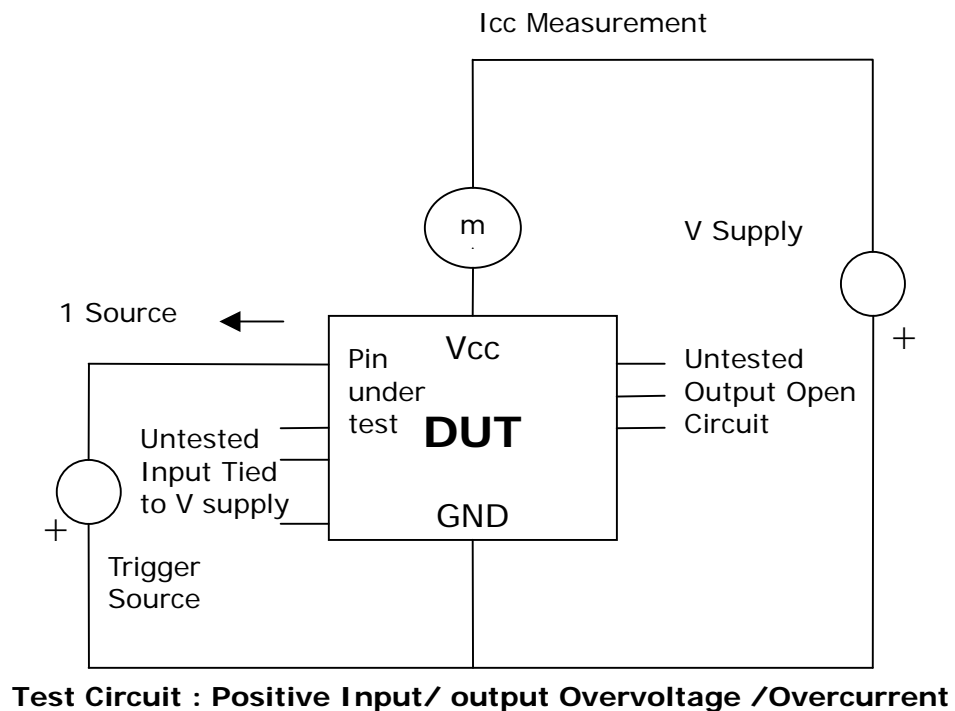 Icc Measurement
m
V Supply
+
1 Source
Vcc
Pin
under
test
DUT
GND
Untested
Output Open
Circuit
Untested
Input Tied
to V supply
+
Trigger
Source
Test Circuit : Positive Input/ output Overvoltage /Overcurrent